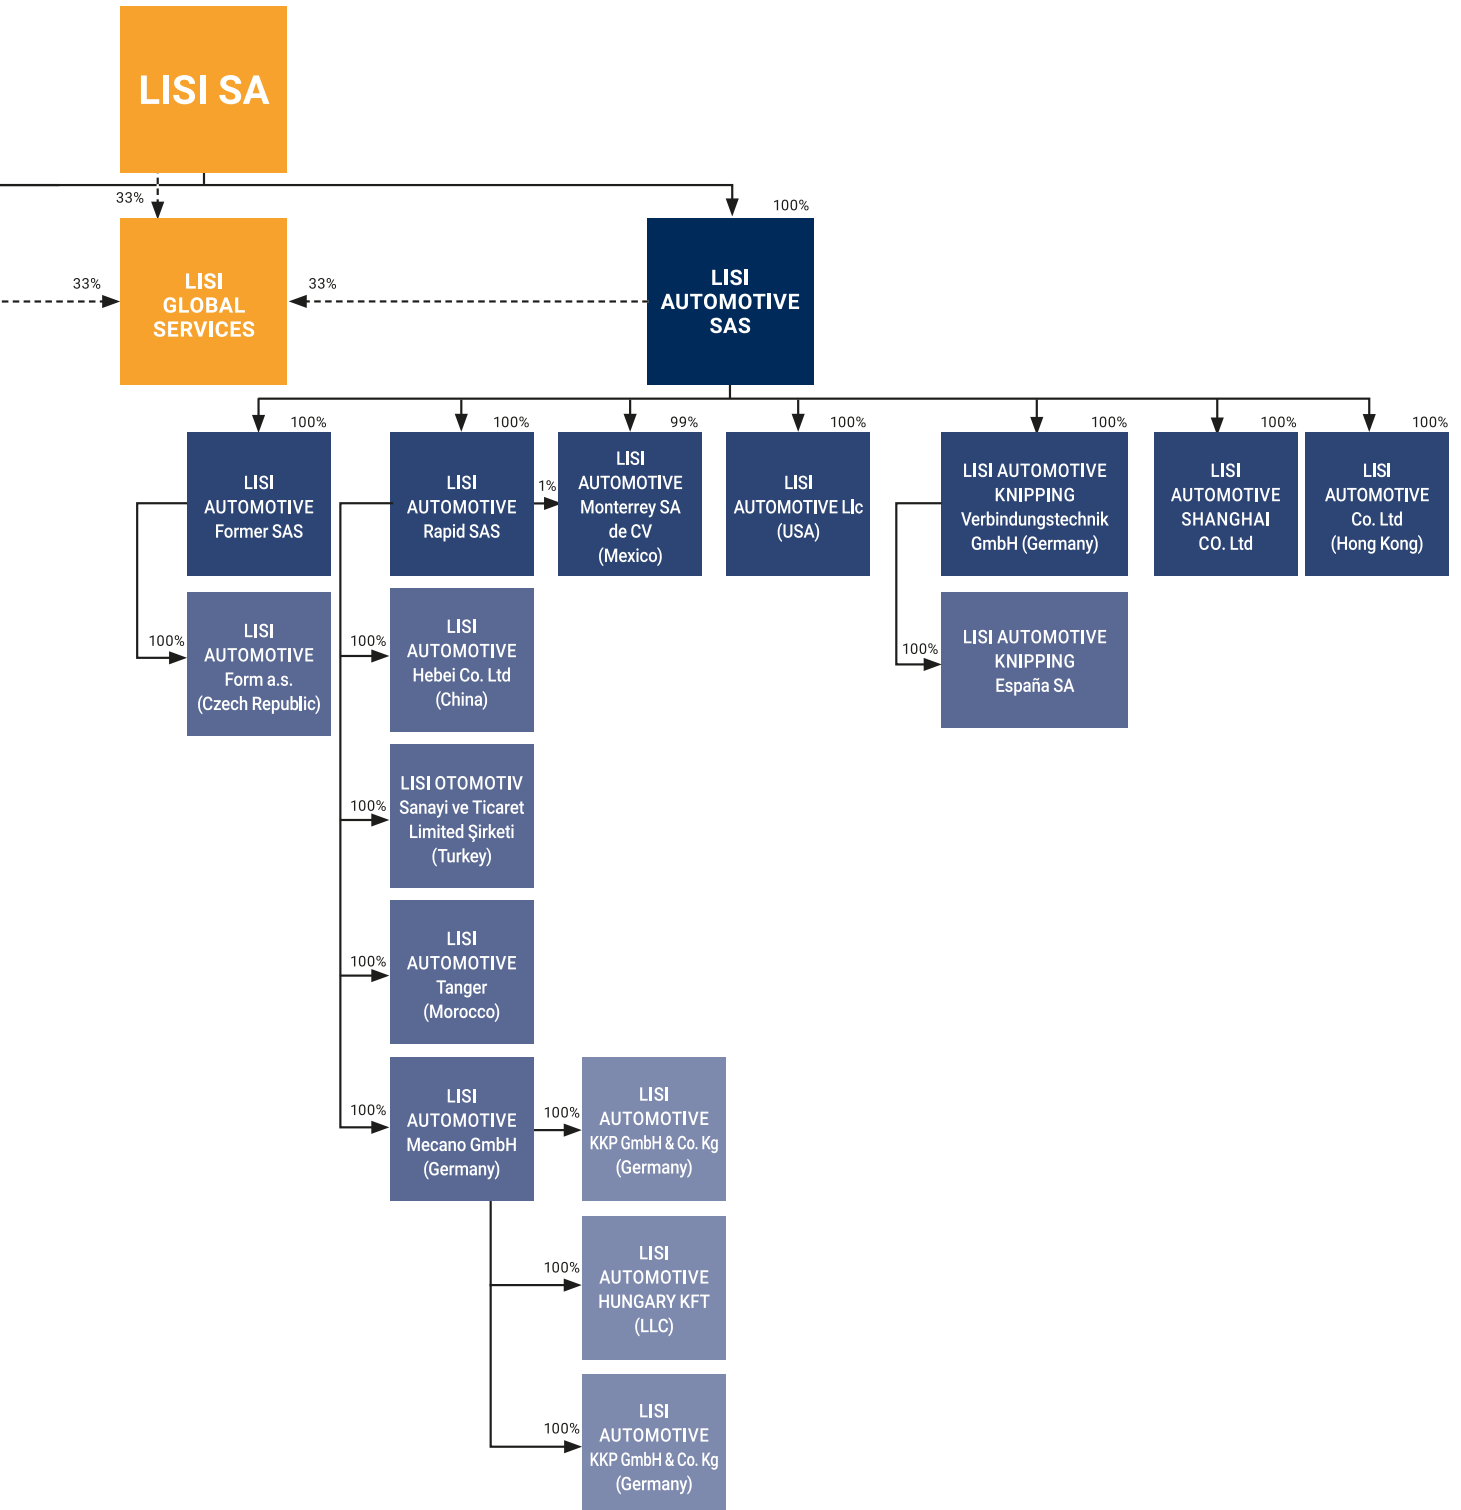 LISI SA
33%
100%
LISI
GLOBAL
SERVICES
33%
33%
LISI
AUTOMOTIVE
SAS
100%
LISI
AUTOMOTIVE
Former SAS
100%
LISI
AUTOMOTIVE
Rapid SAS
99%
1%
LISI
AUTOMOTIVE
Monterrey SA
de CV
(Mexico)
100%
LISI
AUTOMOTIVE Llc
(USA)
100%
LISI AUTOMOTIVE
KNIPPING
Verbindungstechnik
GmbH (Germany)
100%
LISI
AUTOMOTIVE
SHANGHAI
CO. Ltd
100%
LISI
AUTOMOTIVE
Co. Ltd
(Hong Kong)
100%
LISI
AUTOMOTIVE
Form a.s.
(Czech Republic)
100%
LISI
AUTOMOTIVE
Hebei Co. Ltd
(China)
100%
LISI AUTOMOTIVE
KNIPPING
España SA
100%
LISI OTOMOTIV
Sanayi ve Ticaret
Limited Şirketi
(Turkey)
100%
LISI
AUTOMOTIVE
Tanger
(Morocco)
100%
LISI
AUTOMOTIVE
Mecano GmbH
(Germany)
100%
LISI
AUTOMOTIVE
KKP GmbH & Co. Kg
(Germany)
100%
LISI
AUTOMOTIVE
HUNGARY KFT
(LLC)
100%
LISI
AUTOMOTIVE
KKP GmbH & Co. Kg
(Germany)